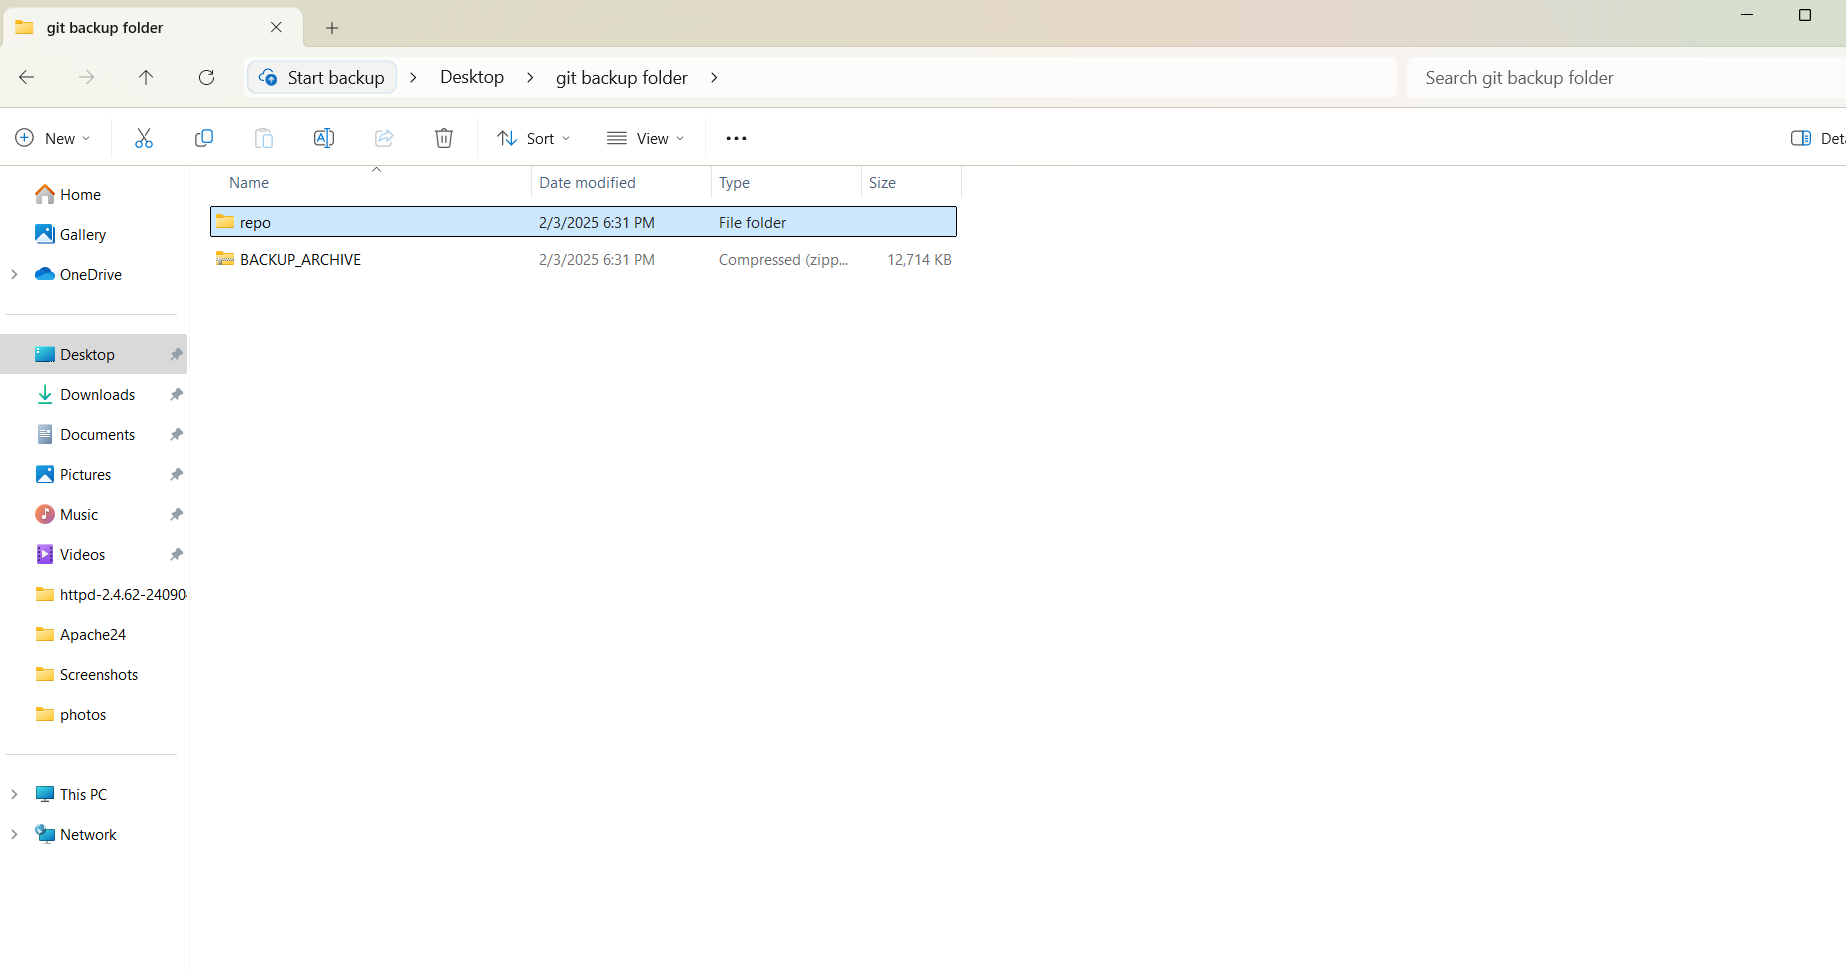 git backup folder
Start backup > Desktop > git backup folder >
Search git backup folder
New
Sort
View
Deta
Name Date modified Type Size
repo 2/3/2025 6:31 PM File folder
BACKUP_ARCHIVE 2/3/2025 6:31 PM Compressed (zipp... 12,714 KB
Home
Gallery
OneDrive
Desktop
Downloads
Documents
Pictures
Music
Videos
httpd-2.4.62-24090
Apache24
Screenshots
photos
This PC
Network